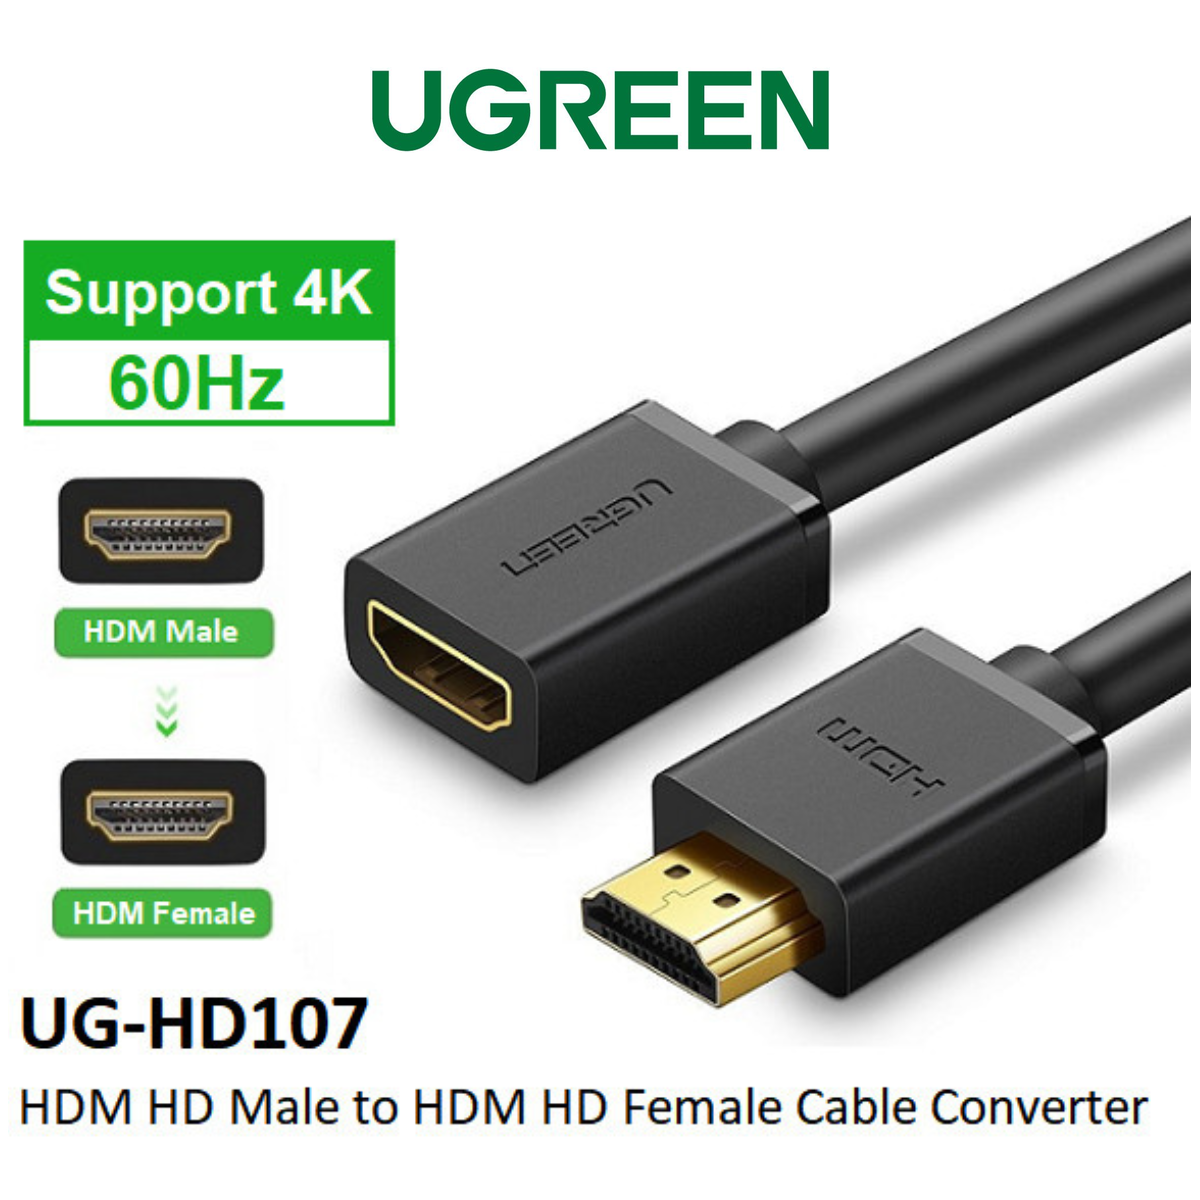 UGREEN
Support 4K
60Hz
UGREEN
HDM
HDM Male
HDM Female
UG-HD107
HDM HD Male to HDM HD Female Cable Converter